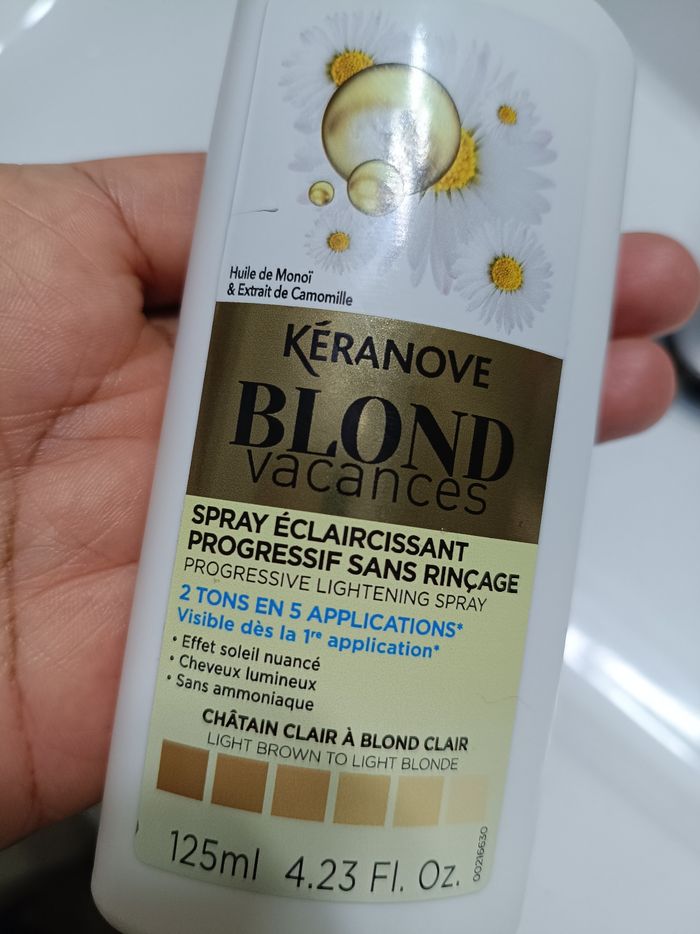 Huile de Monoï
& Extrait de Camomille
KÉRANOVE
BLOND
vacances
SPRAY ÉCLAIRCISSANT
PROGRESSIF SANS RINÇAGE
PROGRESSIVE LIGHTENING SPRAY
2 TONS EN 5 APPLICATIONS*
Visible dès la 1re application*
• Effet soleil nuancé
• Cheveux lumineux
• Sans ammoniaque
CHÂTAIN CLAIR À BLOND CLAIR
LIGHT BROWN TO LIGHT BLONDE
125ml 4.23 Fl. Oz.
00216630